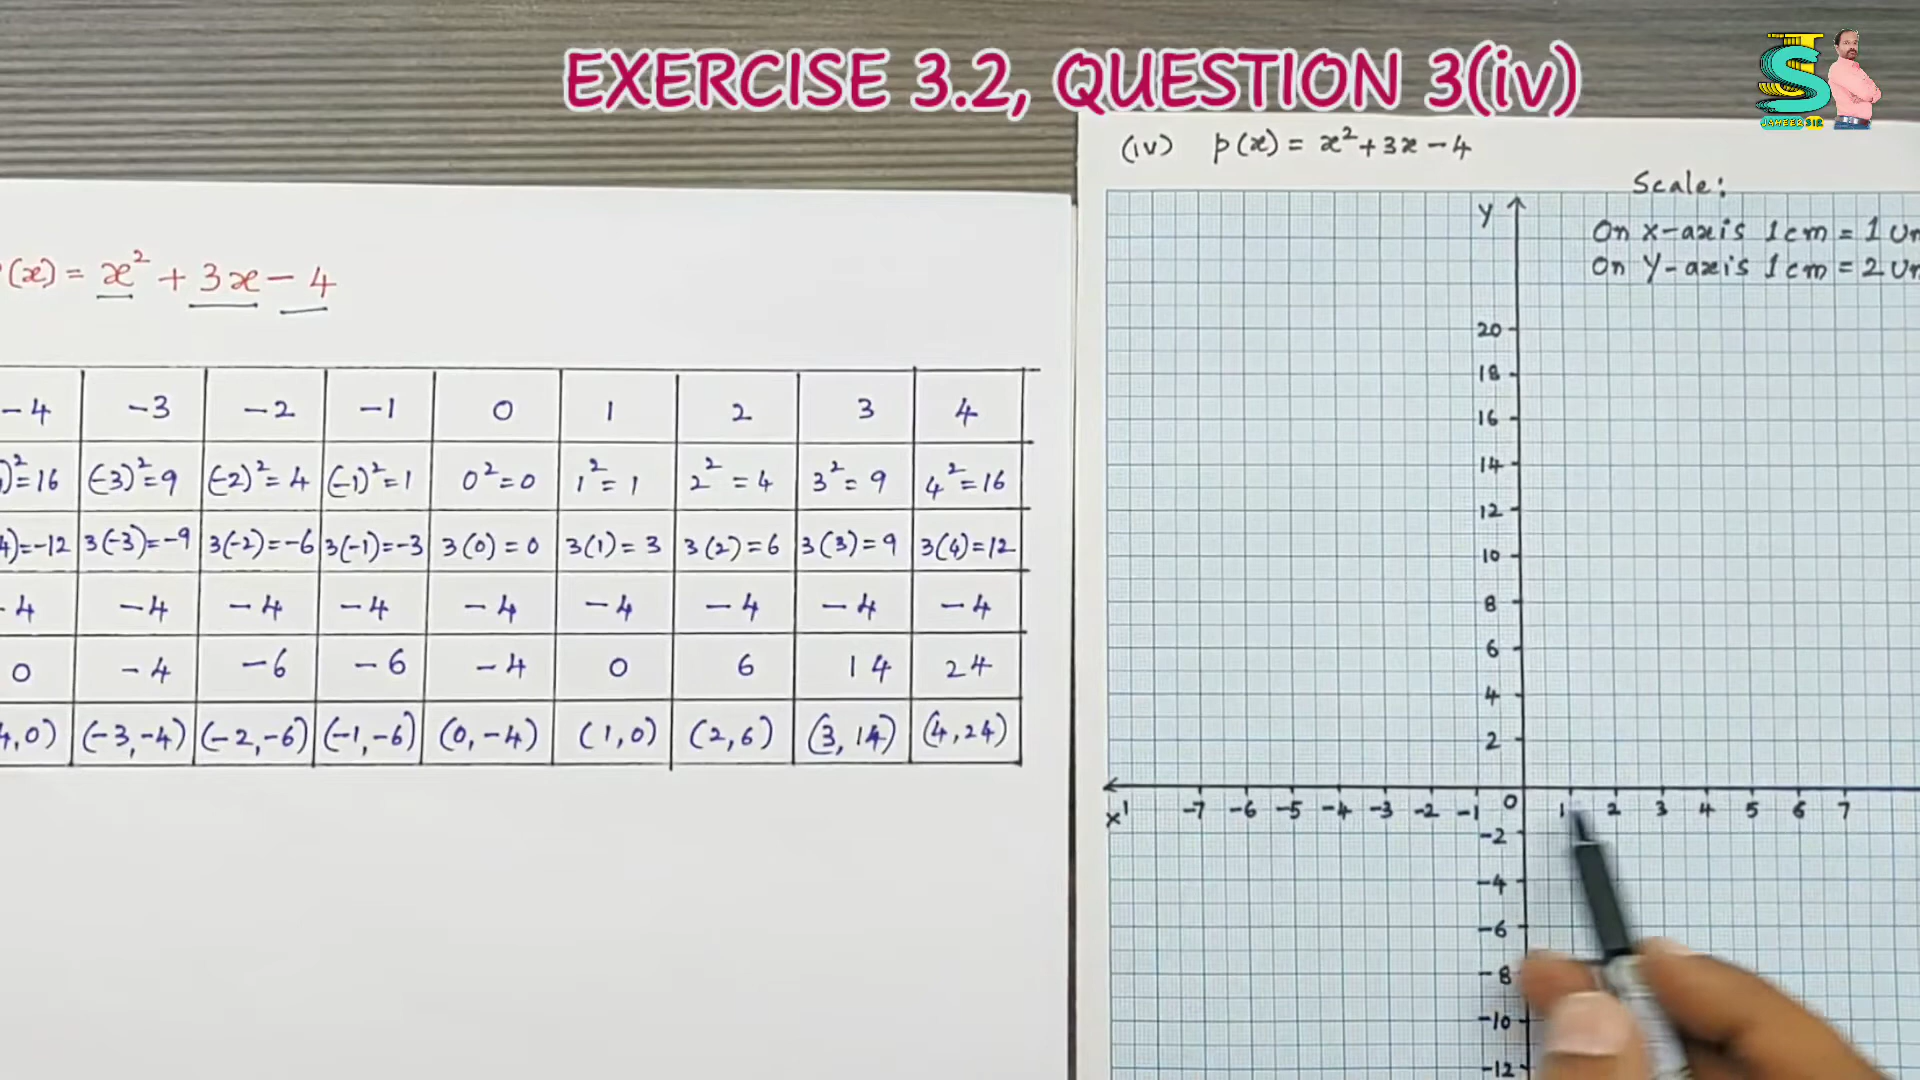 EXERCISE 3.2, QUESTION 3(iv)
S
JAHEER SIR
(iv) p(x) = x²+3x-4
Scale:
On x-axis 1cm = 1
On Y-axis 1cm = 2
(x) = x² + 3x - 4
-4 -3 -2 -1 0 1 2 3 4
)²=16 (-3)²=9 (-2)²=4 (-1)²=1 0²=0 1²=1 2²=4 3²=9 4²=16
4)=-12 3(-3)=-9 3(-2)=-6 3(-1)=-3 3(0)=0 3(1)=3 3(2)=6 3(3)=9 3(4)=12
-4 -4 -4 -4 -4 -4 -4 -4 -4
0 -4 -6 -6 -4 0 6 14 24
4,0) (-3,-4) (-2,-6) (-1,-6) (0,-4) (1,0) (2,6) (3,14) (4,24)
Y
20
18
16
14
12
10
8
6
4
2
x' -7 -6 -5 -4 -3 -2 -1 0 1 2 3 4 5 6 7
-2
-4
-6
-8
-10
-12